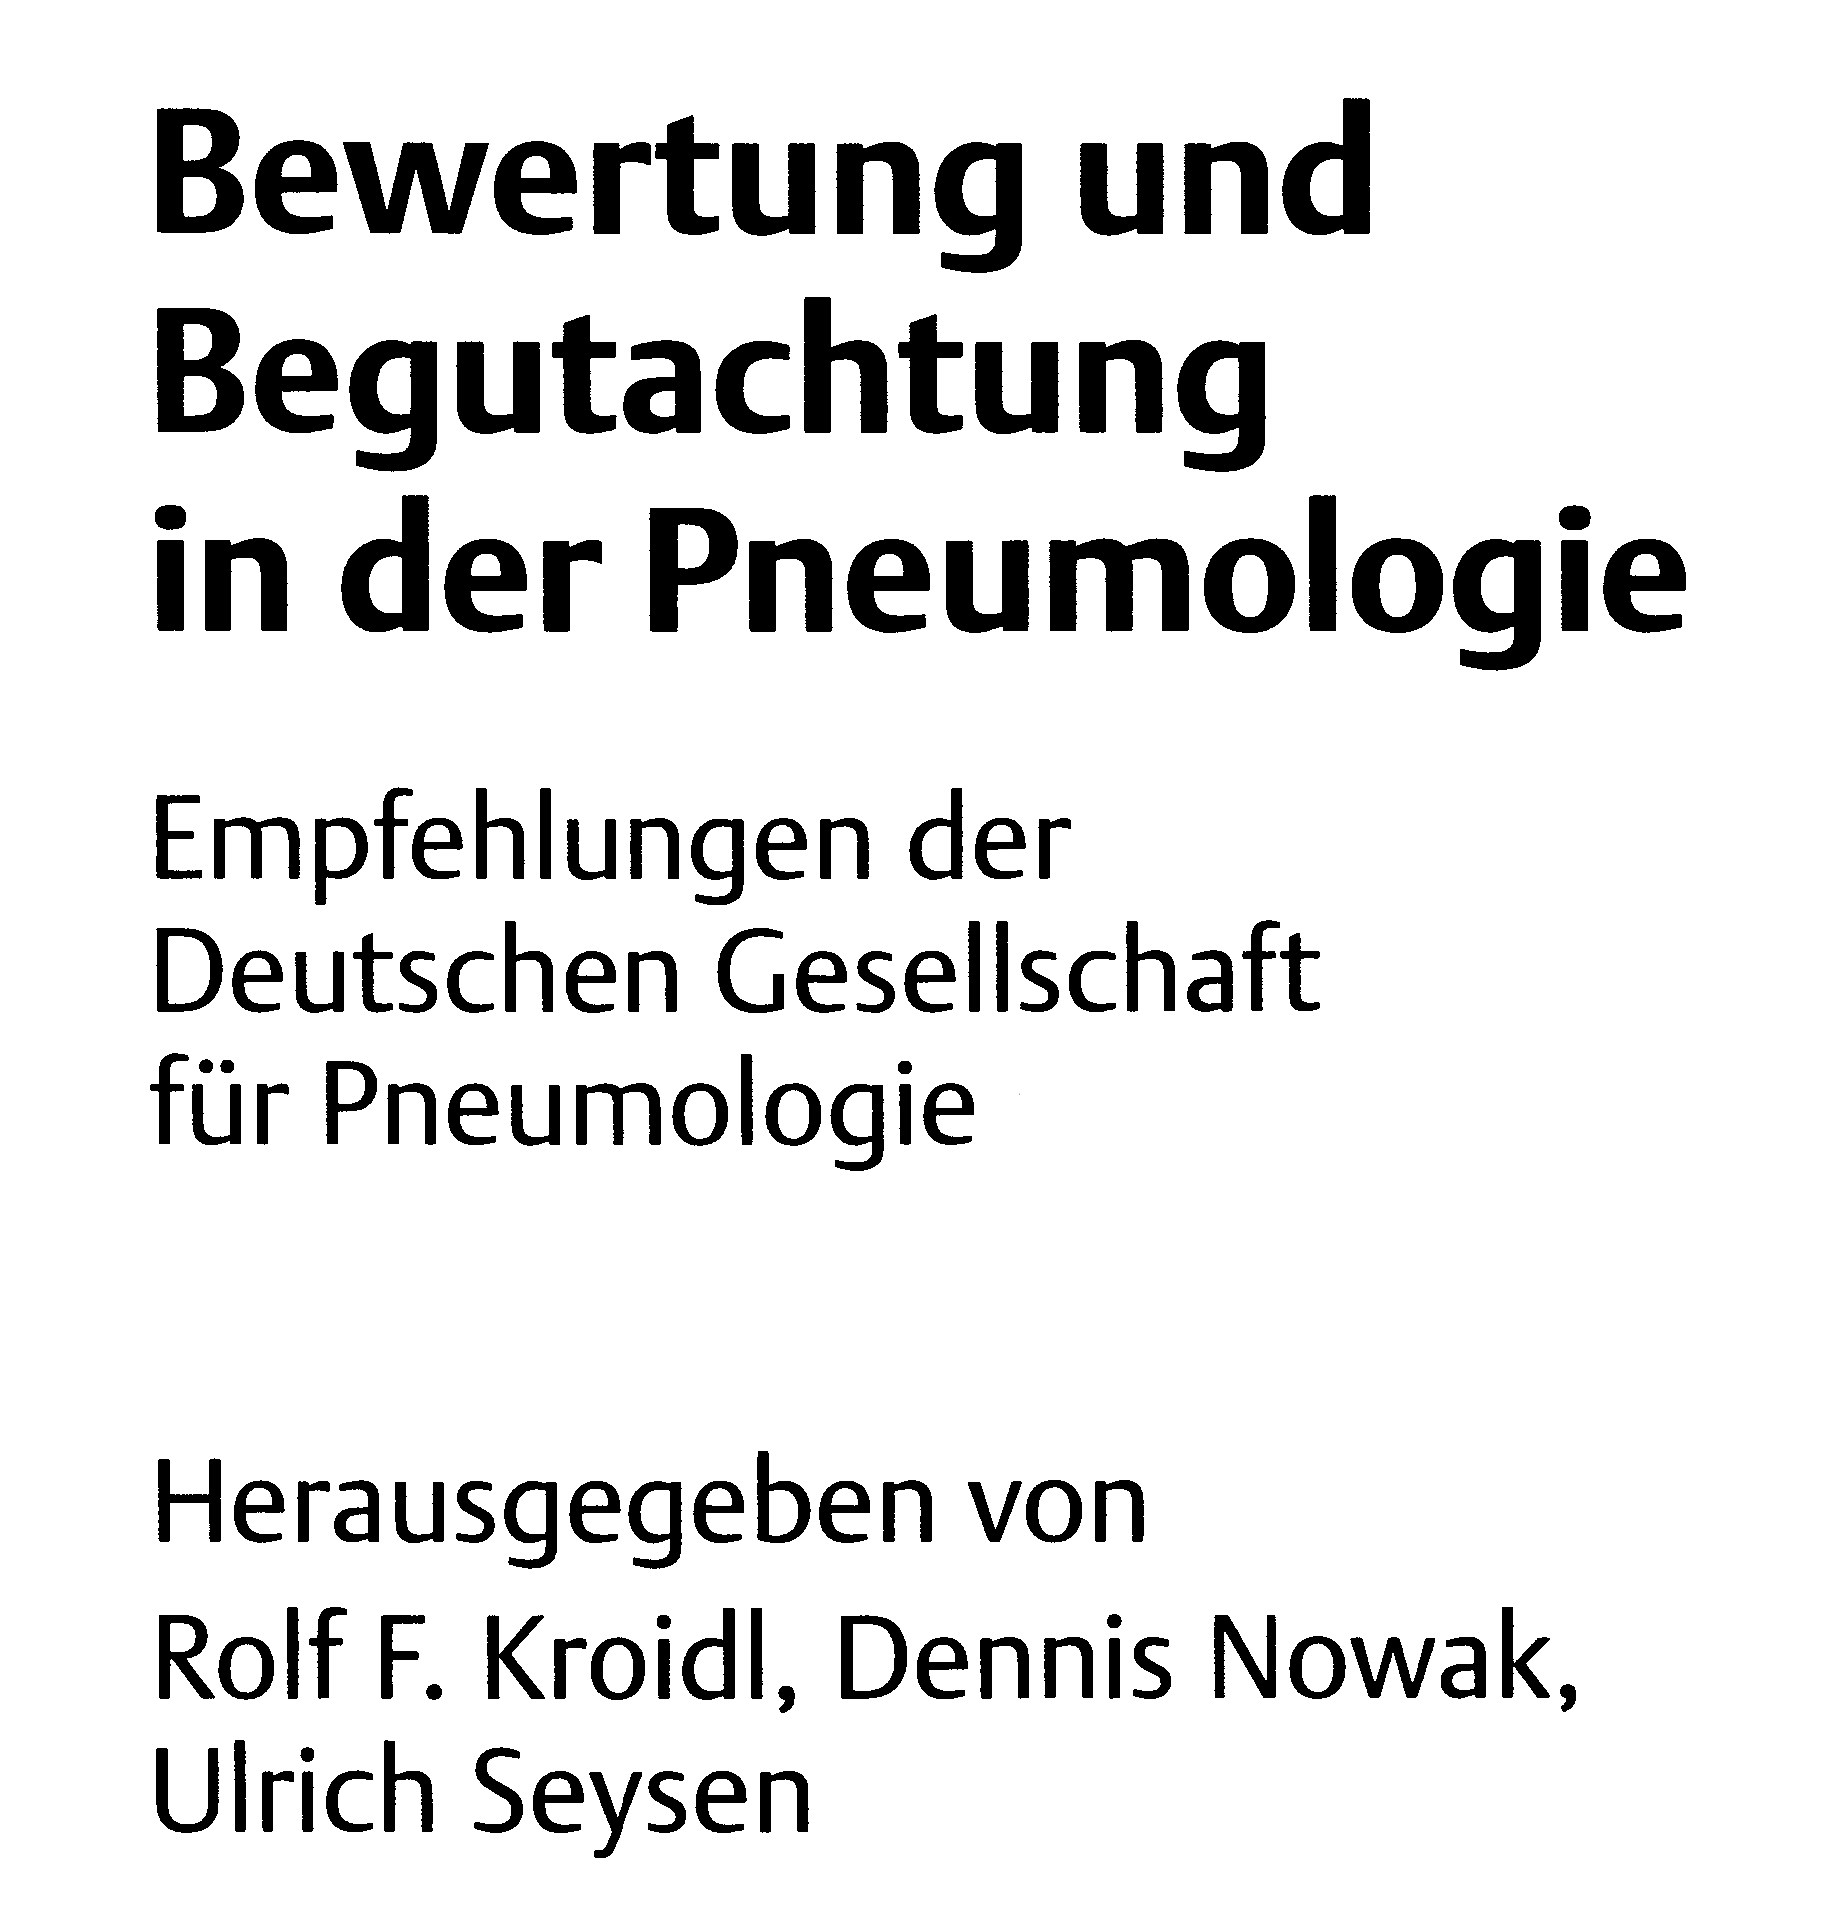 Bewertung und
Begutachtung
in der Pneumologie
Empfehlungen der
Deutschen Gesellschaft
für Pneumologie
Herausgegeben von
Rolf F. Kroidl, Dennis Nowak,
Ulrich Seysen